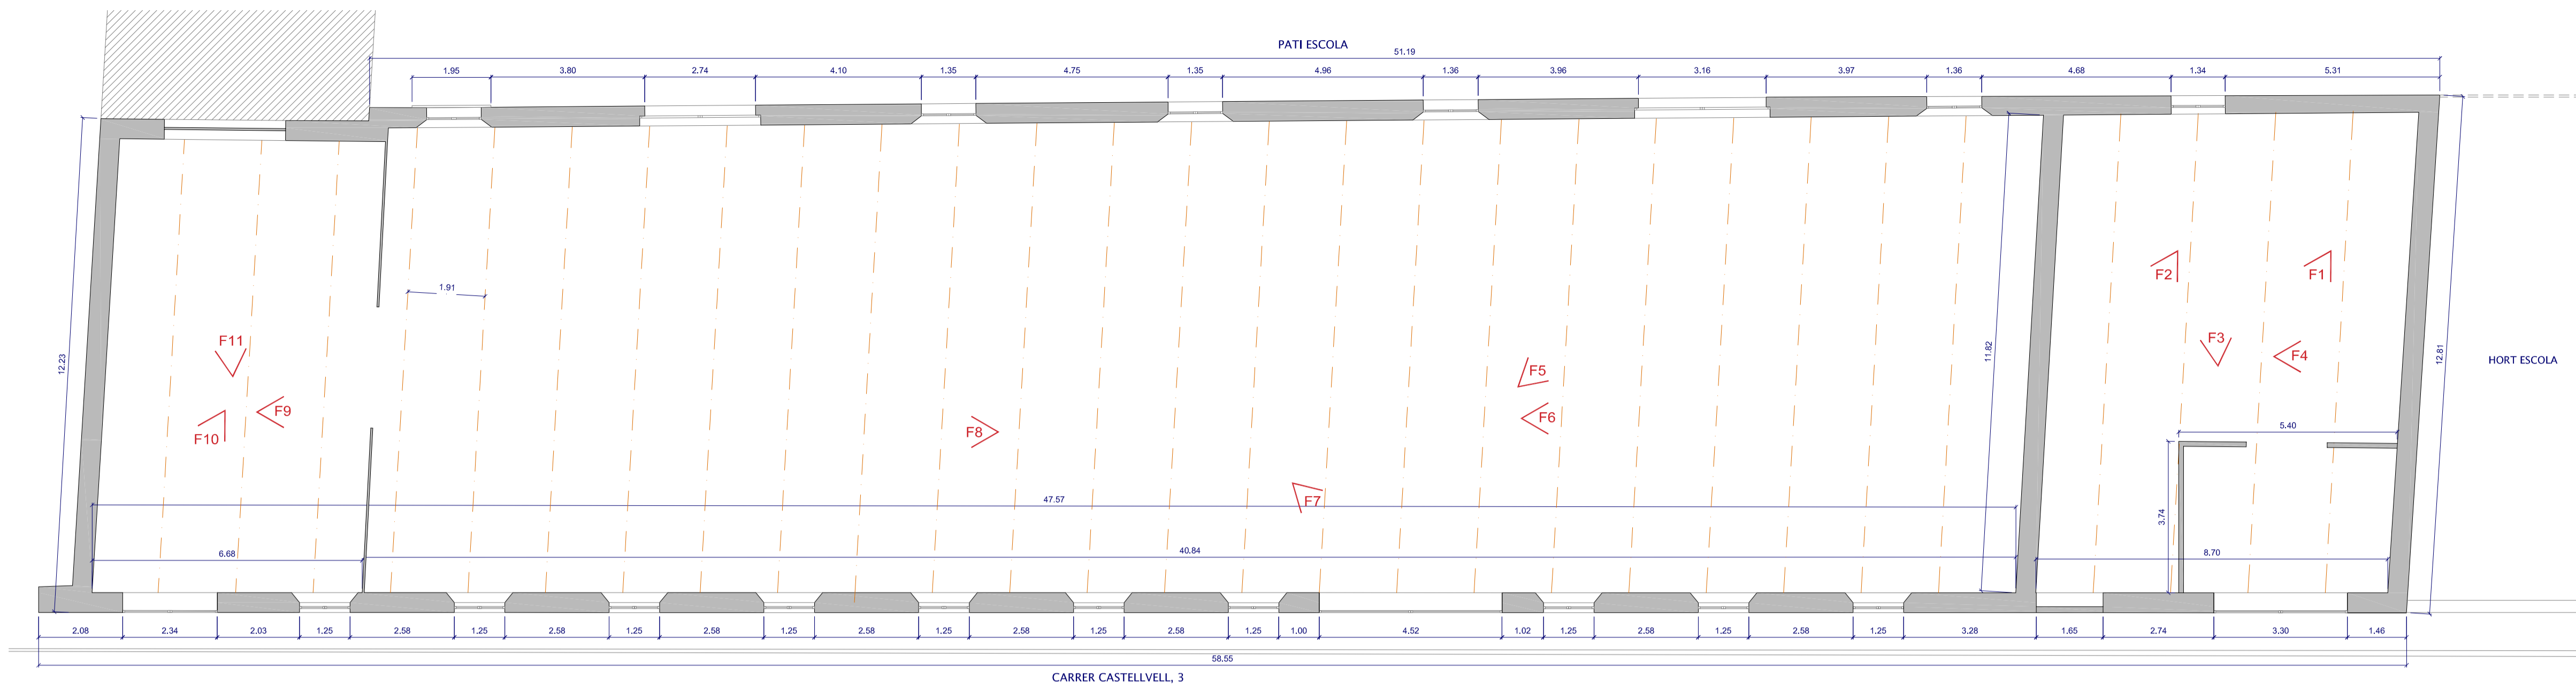 PATI ESCOLA
51.19
1.95 3.80 2.74 4.10 1.35 4.75 1.35 4.96 1.36 3.96 3.16 3.97 1.36 4.68 1.34 5.31
F2 F1
1.91
F11 F3 F4
12.23 11.82 12.81 HORT ESCOLA
F5
F9 F6
F10 F8 5.40
47.57 F7
3.74
6.68 40.84 8.70
2.08 2.34 2.03 1.25 2.58 1.25 2.58 1.25 2.58 1.25 2.58 1.25 2.58 1.25 2.58 1.25 1.00 4.52 1.02 1.25 2.58 1.25 2.58 1.25 3.28 1.65 2.74 3.30 1.46
58.55
CARRER CASTELLVELL, 3